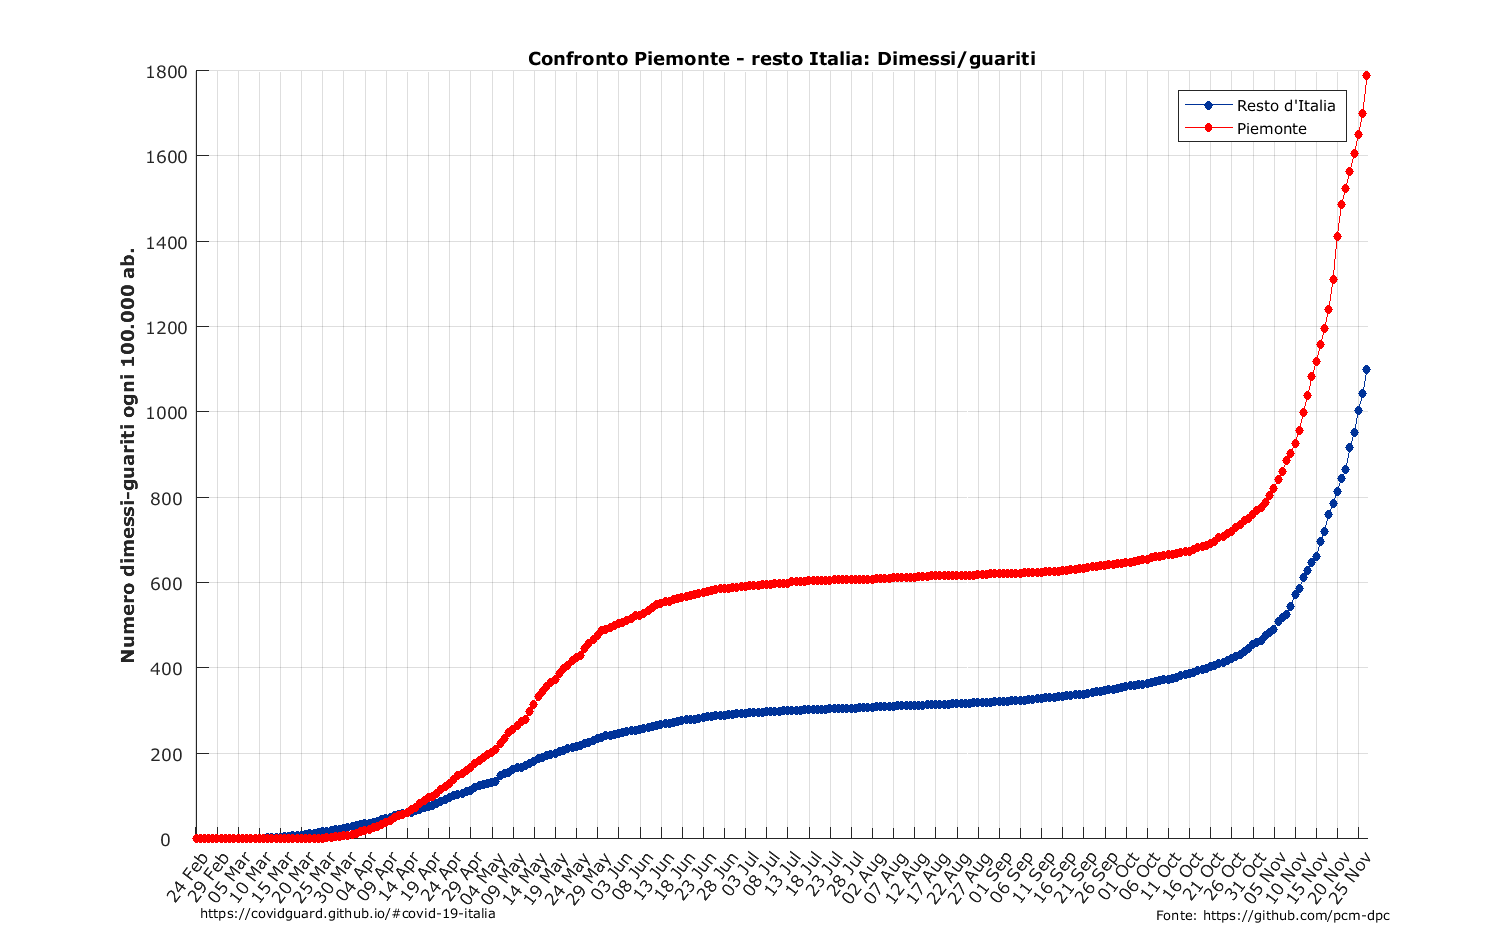 Confronto Piemonte - resto Italia: Dimessi/guariti
Numero dimessi-guariti ogni 100.000 ab.
1800
1600
1400
1200
1000
800
600
400
200
0
Resto d'Italia
Piemonte
24 Feb
29 Feb
05 Mar
10 Mar
15 Mar
20 Mar
25 Mar
30 Mar
04 Apr
09 Apr
14 Apr
19 Apr
24 Apr
29 Apr
04 May
09 May
14 May
19 May
24 May
29 May
03 Jun
08 Jun
13 Jun
18 Jun
23 Jun
28 Jun
03 Jul
08 Jul
13 Jul
18 Jul
23 Jul
28 Jul
02 Aug
07 Aug
12 Aug
17 Aug
22 Aug
27 Aug
01 Sep
06 Sep
11 Sep
16 Sep
21 Sep
26 Sep
01 Oct
06 Oct
11 Oct
16 Oct
21 Oct
26 Oct
31 Oct
05 Nov
10 Nov
15 Nov
20 Nov
25 Nov
https://covidguard.github.io/#covid-19-italia
Fonte: https://github.com/pcm-dpc